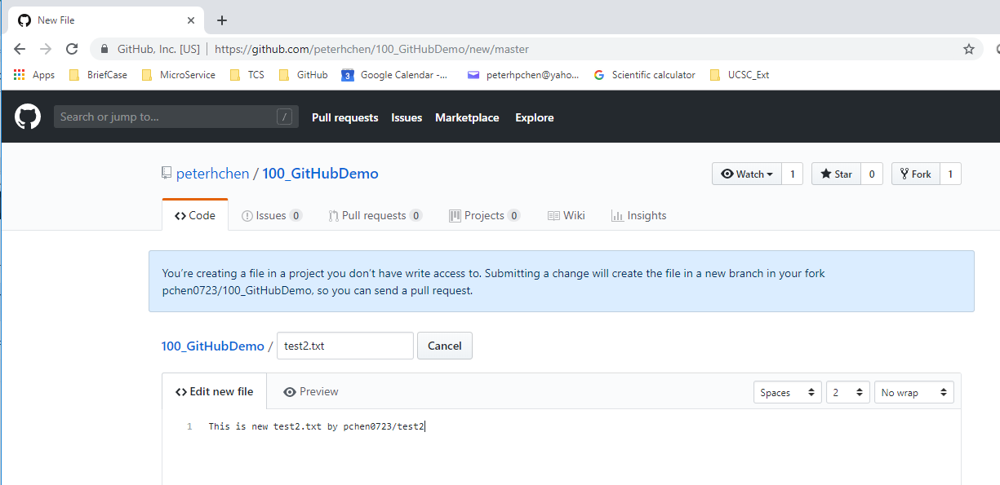 New File
GitHub, Inc. [US] https://github.com/peterhchen/100_GitHubDemo/new/master
Apps BriefCase MicroService TCS GitHub 3 Google Calendar -... peterhpchen@yaho... G Scientific calculator UCSC_Ext
Search or jump to... / Pull requests Issues Marketplace Explore
peterhchen / 100_GitHubDemo Watch 1 Star 0 Fork 1
Code Issues 0 Pull requests 0 Projects 0 Wiki Insights
You’re creating a file in a project you don’t have write access to. Submitting a change will create the file in a new branch in your fork
pchen0723/100_GitHubDemo, so you can send a pull request.
100_GitHubDemo / test2.txt Cancel
Edit new file Preview Spaces 2 No wrap
1 This is new test2.txt by pchen0723/test2